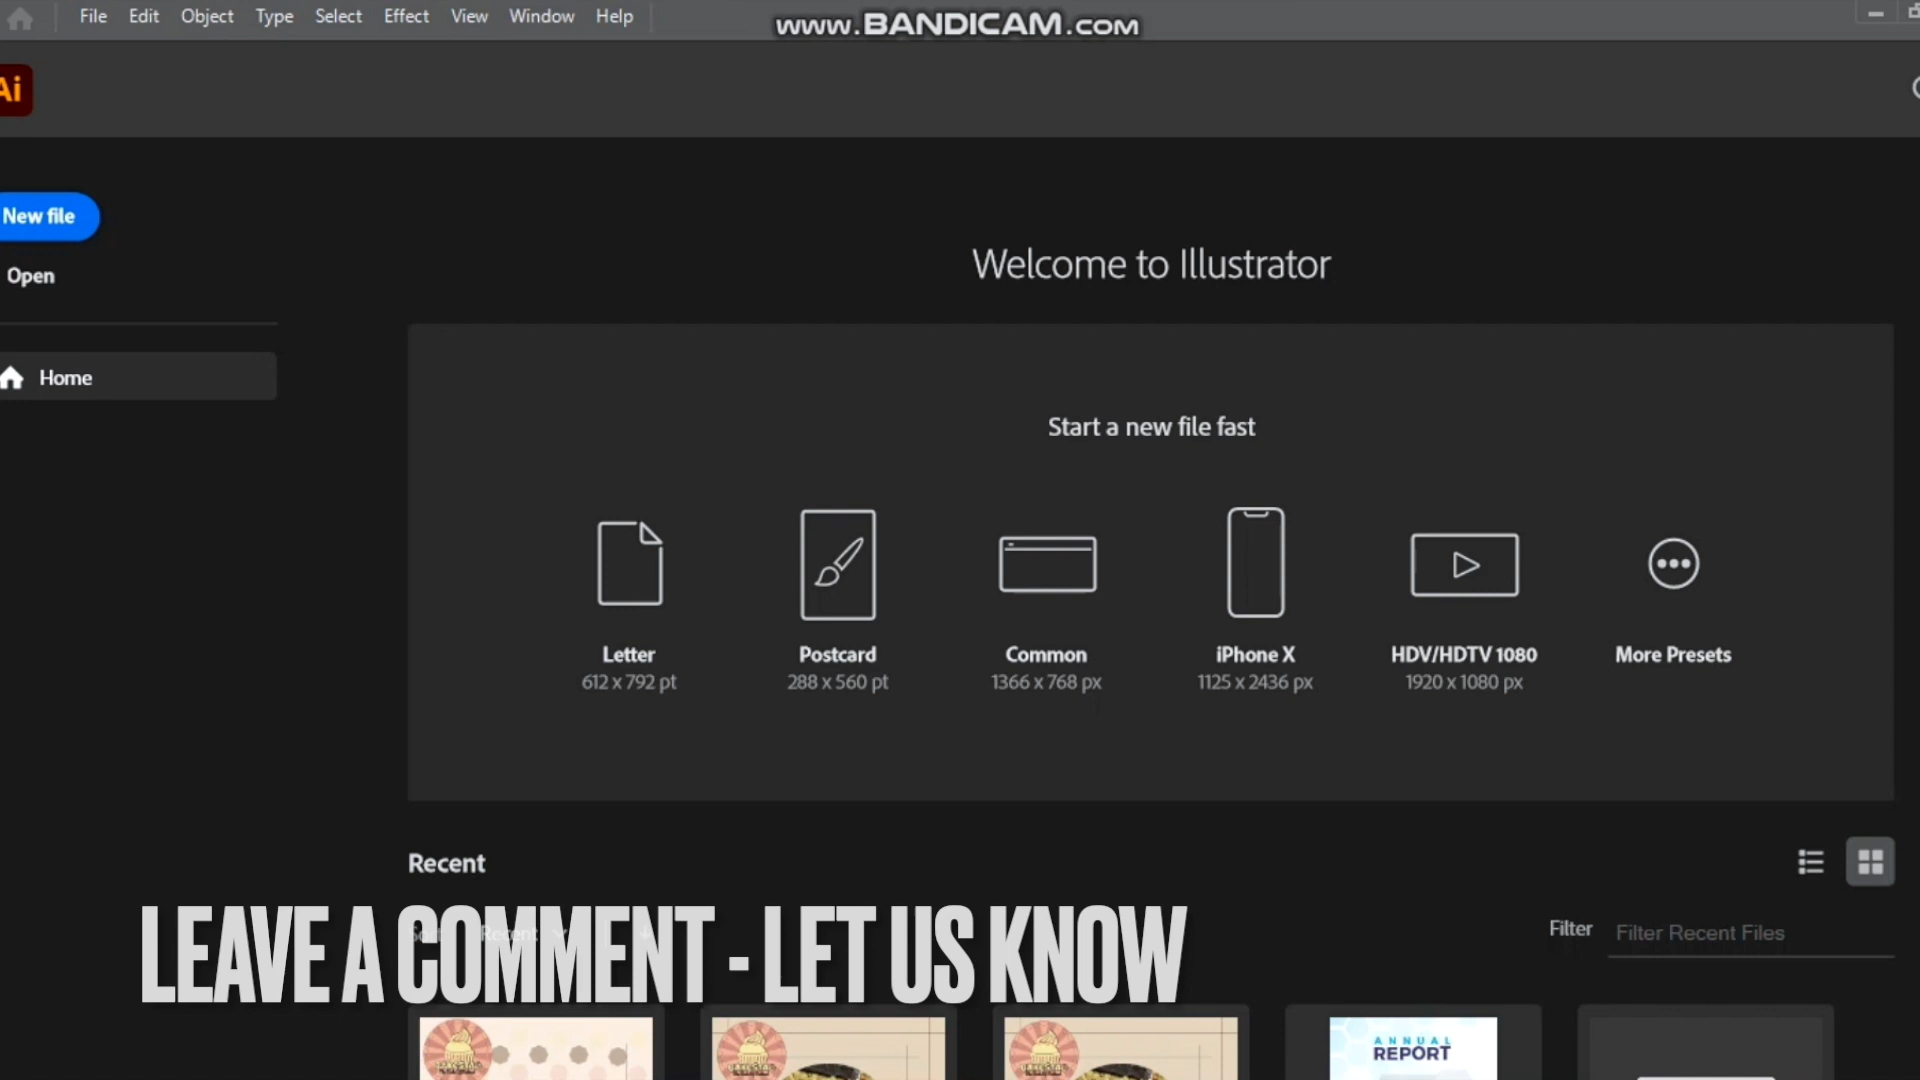 File Edit Object Type Select Effect View Window Help
www.BANDICAM.com
Ai
New file
Open
Home
Welcome to Illustrator
Start a new file fast
Letter
612 x 792 pt
Postcard
288 x 560 pt
Common
1366 x 768 px
iPhone X
1125 x 2436 px
HDV/HDTV 1080
1920 x 1080 px
More Presets
Recent
Sort Recent
Filter Filter Recent Files
LEAVE A COMMENT - LET US KNOW
ANNUAL
REPORT